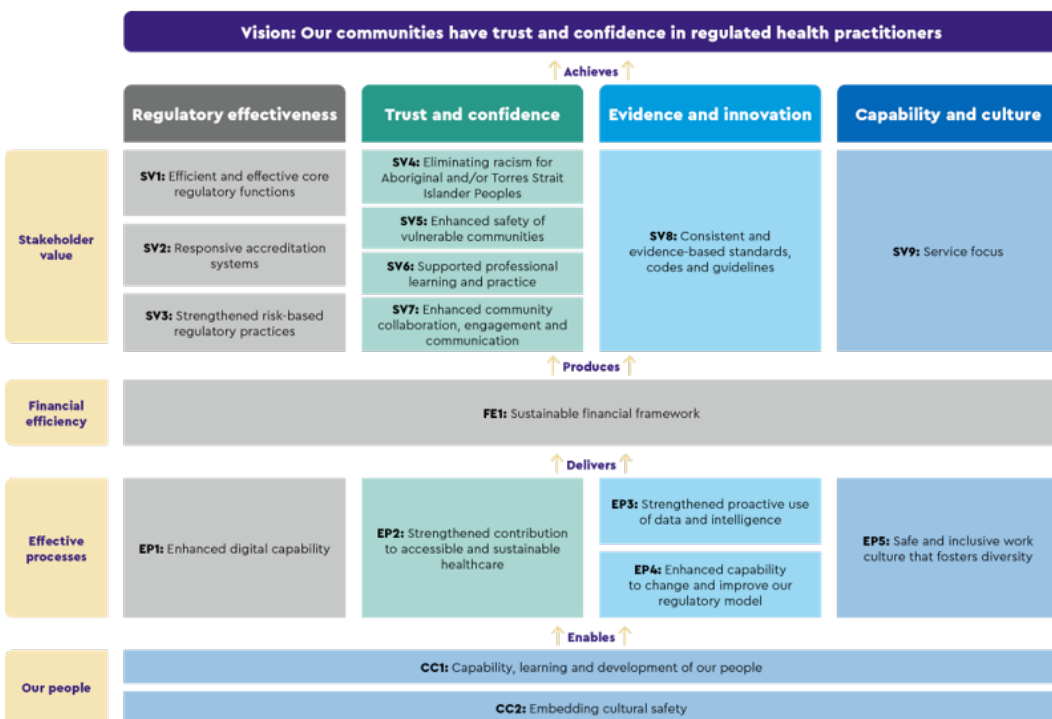 Vision: Our communities have trust and confidence in regulated health practitioners
Achieves
Regulatory effectiveness
Trust and confidence
Evidence and innovation
Capability and culture
Stakeholder
value
SV1: Efficient and effective core
regulatory functions
SV2: Responsive accreditation
systems
SV3: Strengthened risk-based
regulatory practices
SV4: Eliminating racism for
Aboriginal and/or Torres Strait
Islander Peoples
SV5: Enhanced safety of
vulnerable communities
SV6: Supported professional
learning and practice
SV7: Enhanced community
collaboration, engagement and
communication
SV8: Consistent and
evidence-based standards,
codes and guidelines
SV9: Service focus
Produces
Financial
efficiency
FE1: Sustainable financial framework
Delivers
Effective
processes
EP1: Enhanced digital capability
EP2: Strengthened contribution
to accessible and sustainable
healthcare
EP3: Strengthened proactive use
of data and intelligence
EP4: Enhanced capability
to change and improve our
regulatory model
EP5: Safe and inclusive work
culture that fosters diversity
Enables
Our people
CC1: Capability, learning and development of our people
CC2: Embedding cultural safety